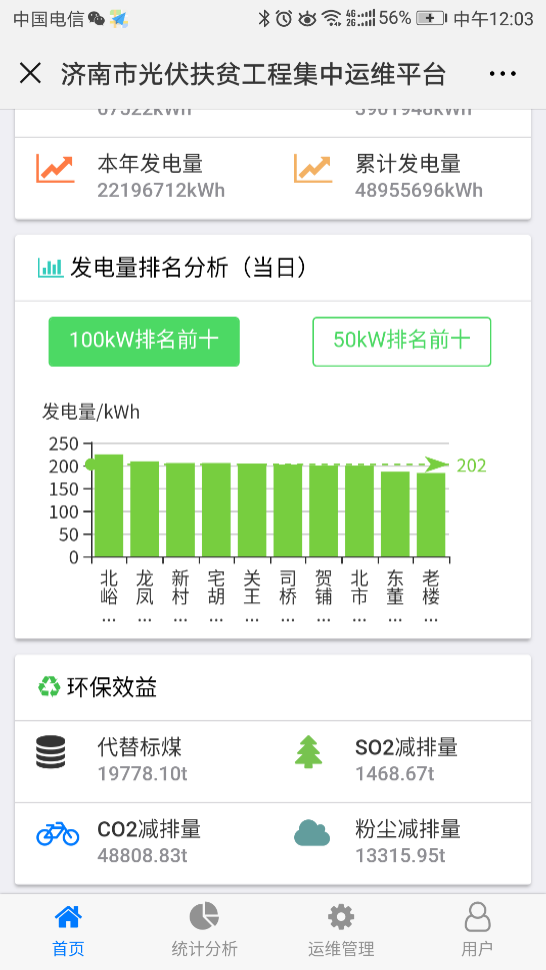 中国电信 4G 2G 56% 中午12:03
济南市光伏扶贫工程集中运维平台
本年发电量 累计发电量
22196712kWh 48955696kWh
发电量排名分析（当日）
100kW排名前十 50kW排名前十
发电量/kWh
250
200
150
100
50
0
202
北峪... 龙凤... 新村... 宅胡... 关王... 司桥... 贺铺... 北市... 东董... 老楼...
环保效益
代替标煤 SO2减排量
19778.10t 1468.67t
CO2减排量 粉尘减排量
48808.83t 13315.95t
首页 统计分析 运维管理 用户